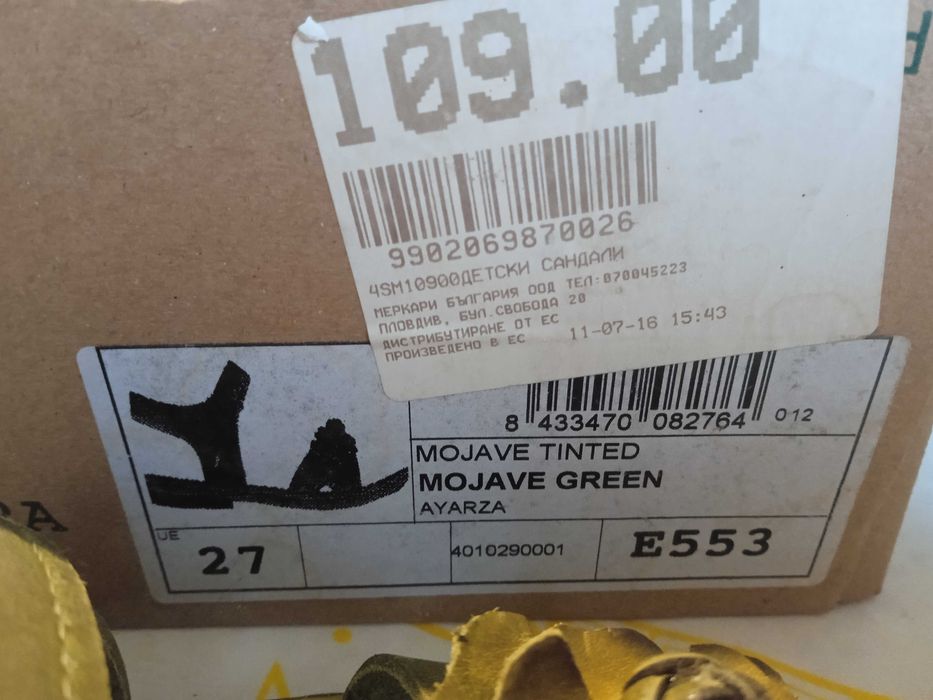 109.00
9902069870026
4SM10900ДЕТСКИ САНДАЛИ
МЕРКАРИ БЪЛГАРИЯ ООД ТЕЛ:070045223
ПЛОВДИВ, БУЛ.СВОБОДА 20
ДИСТРИБУТИРАНЕ ОТ ЕС
ПРОИЗВЕДЕНО В ЕС 11-07-16 15:43
8 433470 082764 012
MOJAVE TINTED
MOJAVE GREEN
AYARZA
UE
27
4010290001
E553